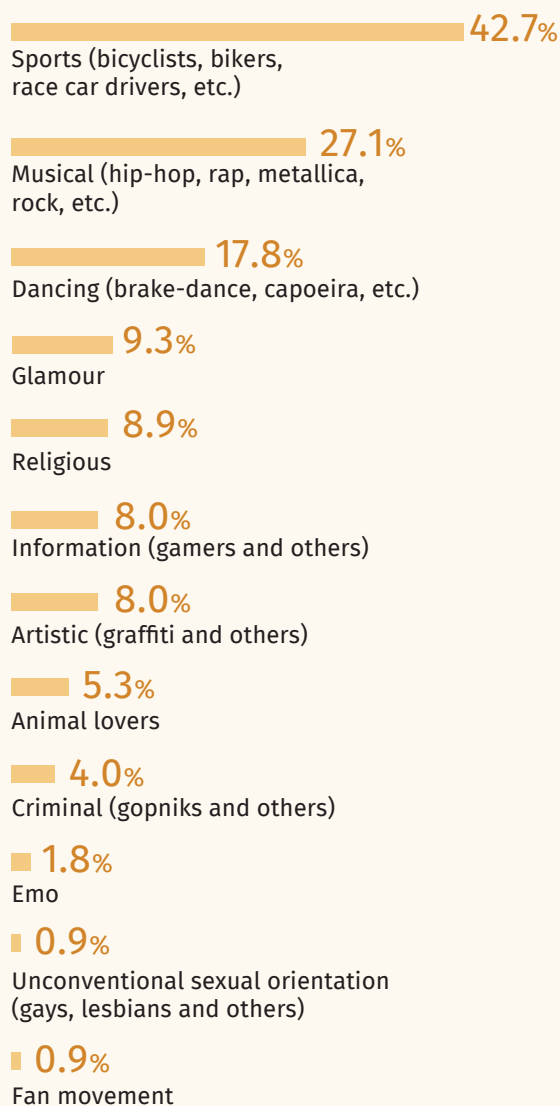 42.7%
Sports (bicyclists, bikers,
race car drivers, etc.)
27.1%
Musical (hip-hop, rap, metallica,
rock, etc.)
17.8%
Dancing (brake-dance, capoeira, etc.)
9.3%
Glamour
8.9%
Religious
8.0%
Information (gamers and others)
8.0%
Artistic (graffiti and others)
5.3%
Animal lovers
4.0%
Criminal (gopniks and others)
1.8%
Emo
0.9%
Unconventional sexual orientation
(gays, lesbians and others)
0.9%
Fan movement